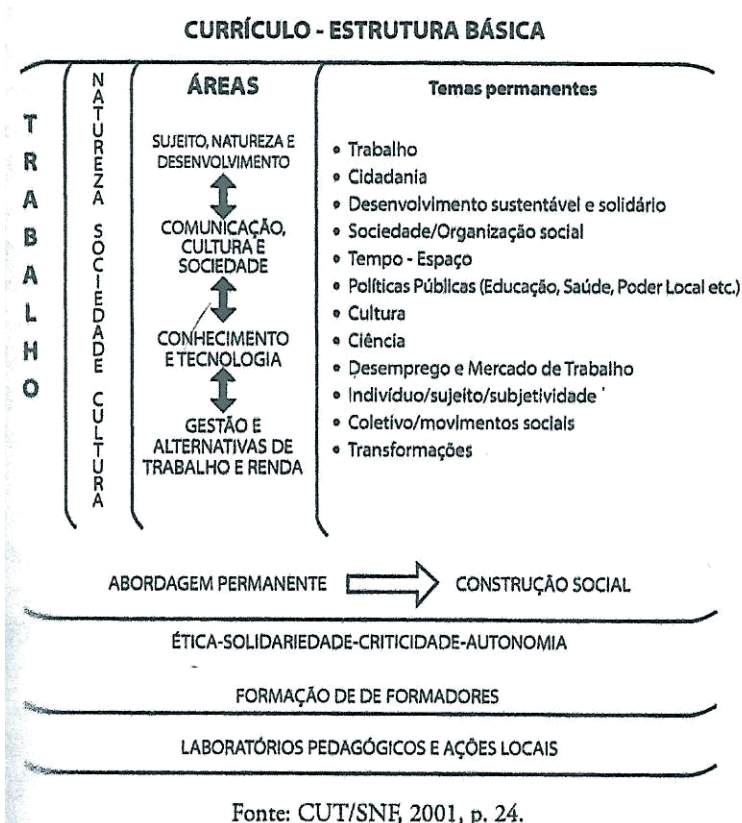 CURRÍCULO - ESTRUTURA BÁSICA
TRABALHO
NATUREZA SOCIEDADE CULTURA
ÁREAS
SUJEITO, NATUREZA E
DESENVOLVIMENTO
COMUNICAÇÃO,
CULTURA E
SOCIEDADE
CONHECIMENTO
E TECNOLOGIA
GESTÃO E
ALTERNATIVAS DE
TRABALHO E RENDA
Temas permanentes
• Trabalho
• Cidadania
• Desenvolvimento sustentável e solidário
• Sociedade/Organização social
• Tempo - Espaço
• Políticas Públicas (Educação, Saúde, Poder Local etc.)
• Cultura
• Ciência
• Desemprego e Mercado de Trabalho
• Indivíduo/sujeito/subjetividade
• Coletivo/movimentos sociais
• Transformações
ABORDAGEM PERMANENTE CONSTRUÇÃO SOCIAL
ÉTICA-SOLIDARIEDADE-CRITICIDADE-AUTONOMIA
FORMAÇÃO DE DE FORMADORES
LABORATÓRIOS PEDAGÓGICOS E AÇÕES LOCAIS
Fonte: CUT/SNF, 2001, p. 24.